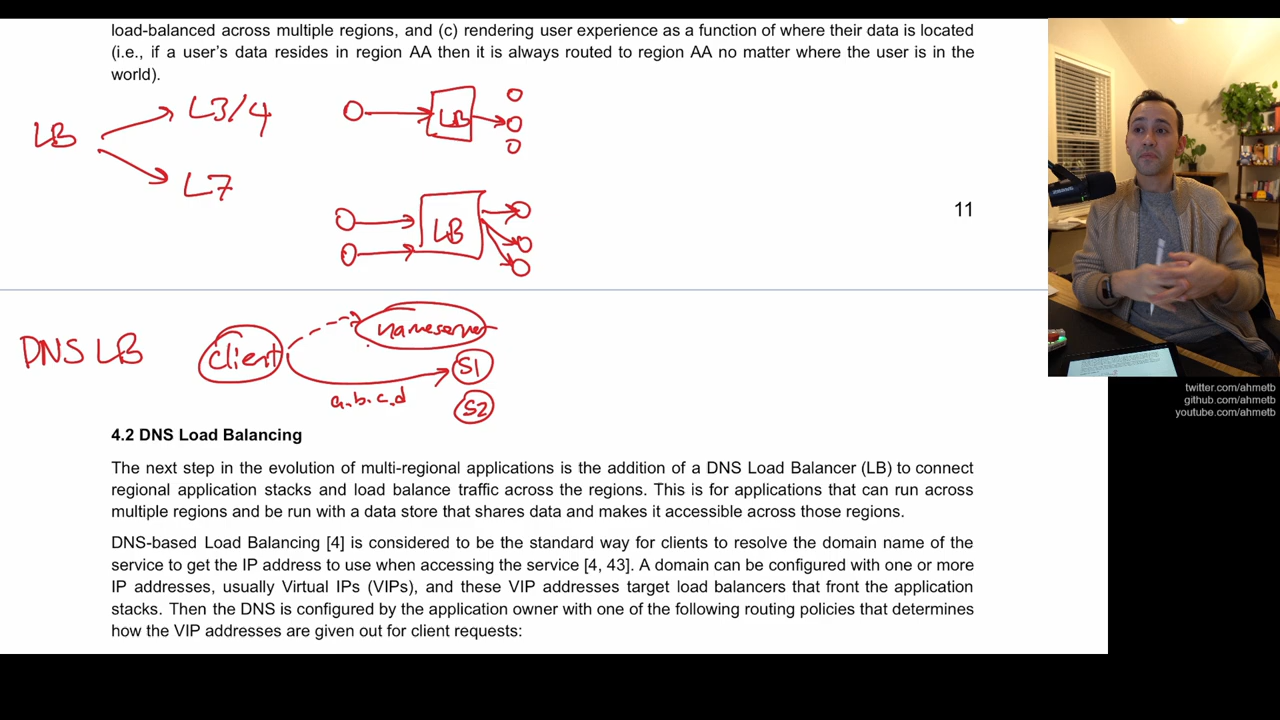 load-balanced across multiple regions, and (c) rendering user experience as a function of where their data is located
(i.e., if a user's data resides in region AA then it is always routed to region AA no matter where the user is in the
world).
LB
L3/4
L7
LB
LB
11
DNS LB
client
nameserver
S1
a.b.c.d
S2
4.2 DNS Load Balancing
The next step in the evolution of multi-regional applications is the addition of a DNS Load Balancer (LB) to connect
regional application stacks and load balance traffic across the regions. This is for applications that can run across
multiple regions and be run with a data store that shares data and makes it accessible across those regions.
DNS-based Load Balancing [4] is considered to be the standard way for clients to resolve the domain name of the
service to get the IP address to use when accessing the service [4, 43]. A domain can be configured with one or more
IP addresses, usually Virtual IPs (VIPs), and these VIP addresses target load balancers that front the application
stacks. Then the DNS is configured by the application owner with one of the following routing policies that determines
how the VIP addresses are given out for client requests:
twitter.com/ahmetb
github.com/ahmetb
youtube.com/ahmetb